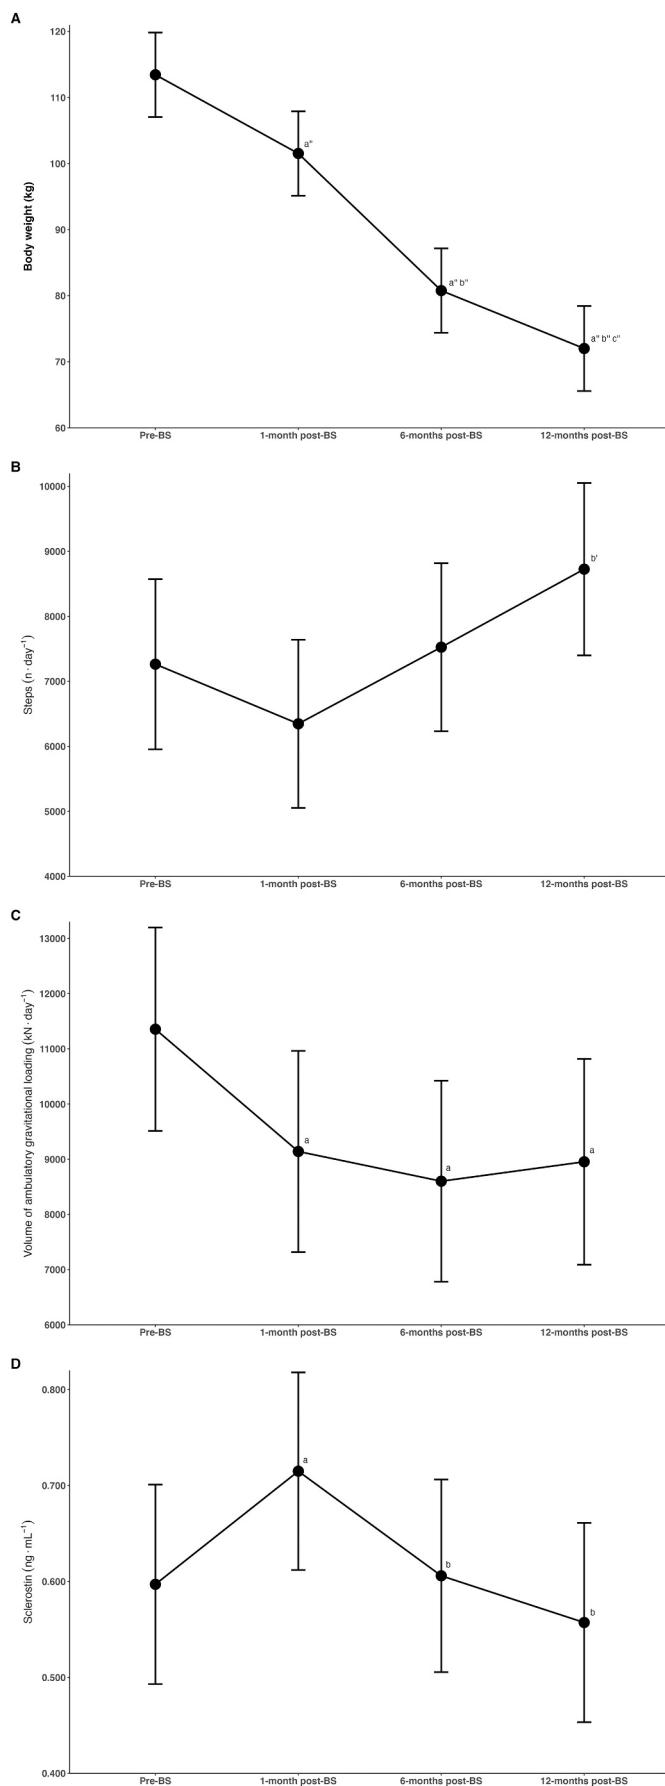 A
120
110
100
90
80
70
60
Body weight (kg)
a"
a" b"
a" b" c"
Pre-BS 1-month post-BS 6-months post-BS 12-months post-BS
B
10000
9000
8000
7000
6000
5000
4000
Steps (n · day⁻¹)
b'
Pre-BS 1-month post-BS 6-months post-BS 12-months post-BS
C
13000
12000
11000
10000
9000
8000
7000
6000
Volume of ambulatory gravitational loading (kN · day⁻¹)
a
a
a
Pre-BS 1-month post-BS 6-months post-BS 12-months post-BS
D
0.800
0.700
0.600
0.500
0.400
Sclerostin (ng · mL⁻¹)
a
b
b
Pre-BS 1-month post-BS 6-months post-BS 12-months post-BS